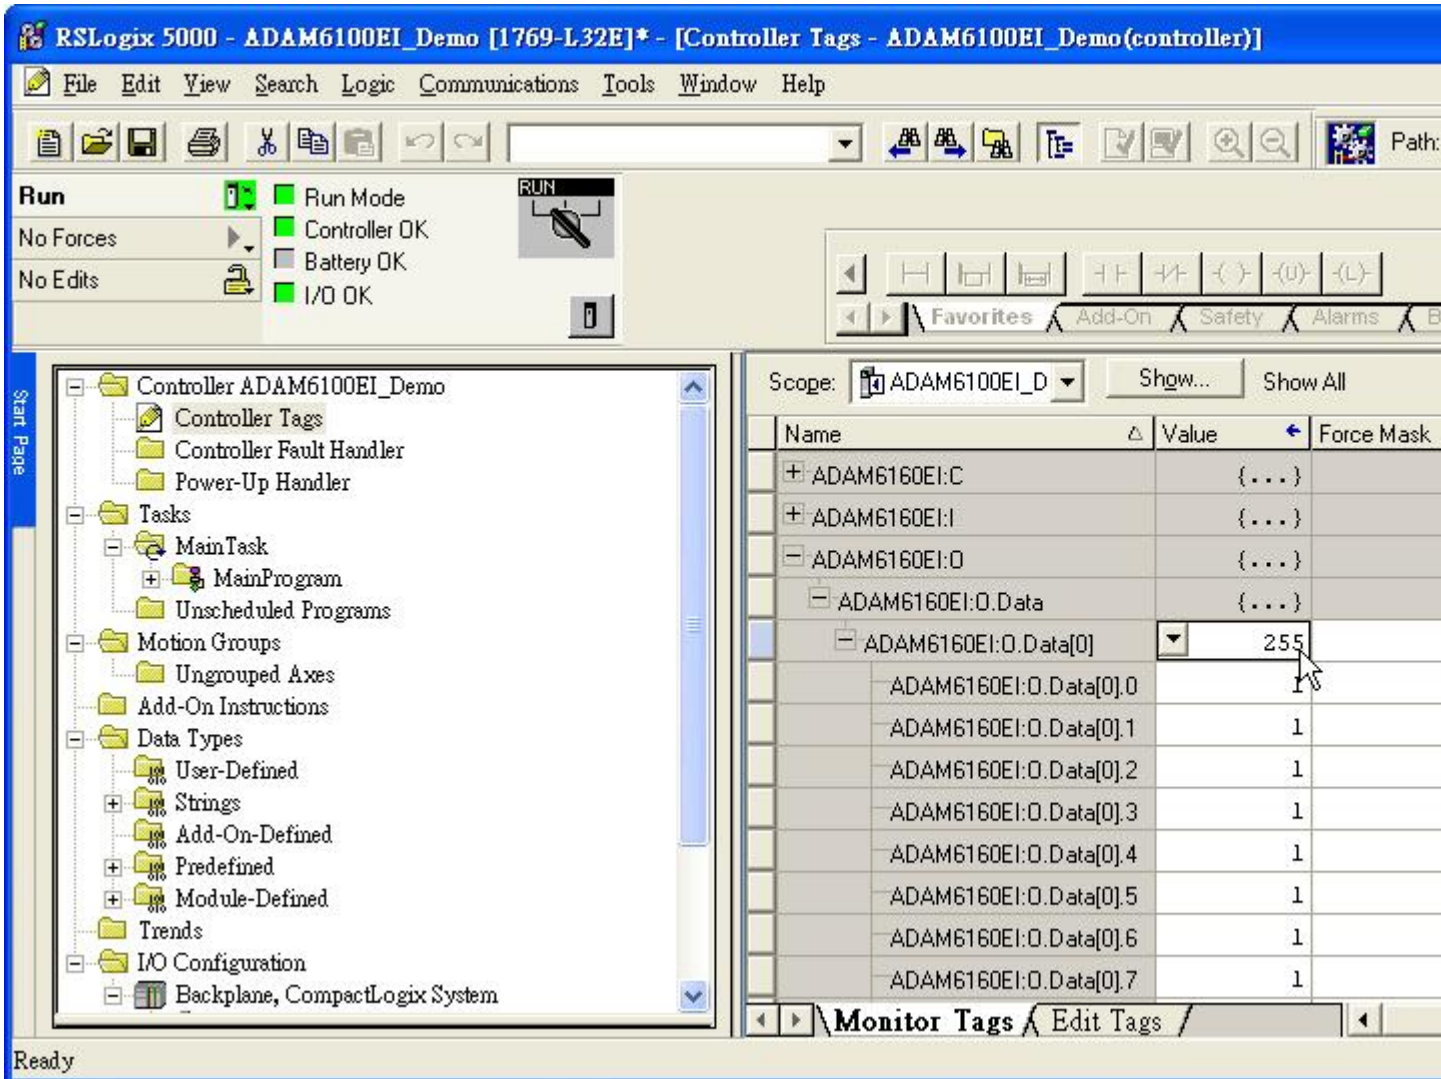 RSLogix 5000 - ADAM6100EI_Demo [1769-L32E]* - [Controller Tags - ADAM6100EI_Demo(controller)]
File Edit View Search Logic Communications Tools Window Help
Path:
Run
No Forces
No Edits
Run Mode
Controller OK
Battery OK
I/O OK
RUN
Favorites Add-On Safety Alarms B
Start Page
Controller ADAM6100EI_Demo
Controller Tags
Controller Fault Handler
Power-Up Handler
Tasks
MainTask
MainProgram
Unscheduled Programs
Motion Groups
Ungrouped Axes
Add-On Instructions
Data Types
User-Defined
Strings
Add-On-Defined
Predefined
Module-Defined
Trends
I/O Configuration
Backplane, CompactLogix System
Scope: ADAM6100EI_D Show... Show All
Name Value Force Mask
ADAM6160EI:C {...}
ADAM6160EI:I {...}
ADAM6160EI:O {...}
ADAM6160EI:O.Data {...}
ADAM6160EI:O.Data[0] 255
ADAM6160EI:O.Data[0].0 1
ADAM6160EI:O.Data[0].1 1
ADAM6160EI:O.Data[0].2 1
ADAM6160EI:O.Data[0].3 1
ADAM6160EI:O.Data[0].4 1
ADAM6160EI:O.Data[0].5 1
ADAM6160EI:O.Data[0].6 1
ADAM6160EI:O.Data[0].7 1
Monitor Tags Edit Tags
Ready